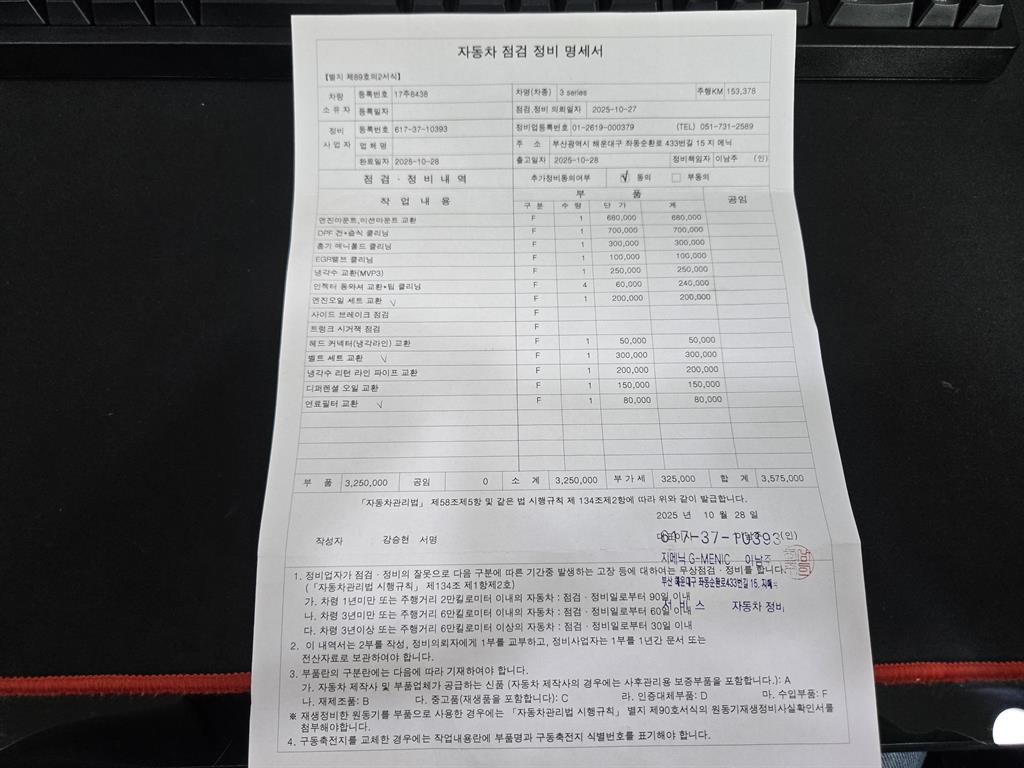 자동차 점검 정비 명세서
【별지 제89호의2서식】
차량 소유자 등록번호 17주8438 차명(차종) 3 series 주행KM 153,378
등록일자 점검,정비 의뢰일자 2025-10-27
정비 사업자 등록번호 617-37-10393 정비업등록번호 01-2619-000379 (TEL) 051-731-2589
업체명 주 소 부산광역시 해운대구 좌동순환로 433번길 15 지 메닉
완료일자 2025-10-28 출고일자 2025-10-28 정비책임자 이남주 (인)
점검·정비내역 추가정비동의여부 √ 동의 부동의
작업내용 부 품 공임
구분 수량 단가 계
엔진마운트,미션마운트 교환 F 1 680,000 680,000
DPF 건*습식 크리닝 F 1 700,000 700,000
흡기 매니폴드 클리닝 F 1 300,000 300,000
EGR밸브 클리닝 F 1 100,000 100,000
냉각수 교환(MVP3) F 1 250,000 250,000
인젝터 동와셔 교환*팁 클리닝 F 4 60,000 240,000
엔진오일 세트 교환 √ F 1 200,000 200,000
사이드 브레이크 점검 F
트렁크 시거잭 점검 F
헤드 커넥터(냉각라인) 교환 F 1 50,000 50,000
벨트 세트 교환 √ F 1 300,000 300,000
냉각수 리턴 라인 파이프 교환 F 1 200,000 200,000
디퍼렌셜 오일 교환 F 1 150,000 150,000
연료필터 교환 √ F 1 80,000 80,000
부 품 3,250,000 공임 0 소 계 3,250,000 부가세 325,000 합 계 3,575,000
「자동차관리법」 제58조제5항 및 같은 법 시행규칙 제 134조제2항에 따라 위와 같이 발급합니다.
2025 년 10 월 28 일
617-37-10393 (인)
작성자 강승현 서명
지메닉 G-MENIC 이남주
부산 해운대구 좌동순환로433번길 15, 지메닉
서비스 자동차 정비
1. 정비업자가 점검·정비의 잘못으로 다음 구분에 따른 기간중 발생하는 고장 등에 대하여는 무상점검·정비를 합니다.
(「자동차관리법 시행규칙」 제134조 제1항제2호)
가. 차령 1년미만 또는 주행거리 2만킬로미터 이내의 자동차 : 점검·정비일로부터 90일 이내
나. 차령 3년미만 또는 주행거리 6만킬로미터 이내의 자동차 : 점검·정비일로부터 60일 이내
다. 차령 3년이상 또는 주행거리 6만킬로미터 이상의 자동차 : 점검·정비일로부터 30일 이내
2. 이 내역서는 2부를 작성, 정비의뢰자에게 1부를 교부하고, 정비사업자는 1부를 1년간 문서 또는
전산자료로 보관하여야 합니다.
3. 부품란의 구분란에는 다음에 따라 기재하여야 합니다.
가. 자동차 제작사 및 부품업체가 공급하는 신품 (자동차 제작사의 경우에는 사후관리용 보증부품을 포함합니다.): A
나. 재제조품: B 다. 중고품(재생품을 포함합니다): C 라. 인증대체부품: D 마. 수입부품: F
※ 재생정비한 원동기를 부품으로 사용한 경우에는 「자동차관리법 시행규칙」 별지 제90호서식의 원동기재생정비사실확인서를
첨부해야합니다.
4. 구동축전지를 교체한 경우에는 작업내용란에 부품명과 구동축전지 식별번호를 표기해야 합니다.